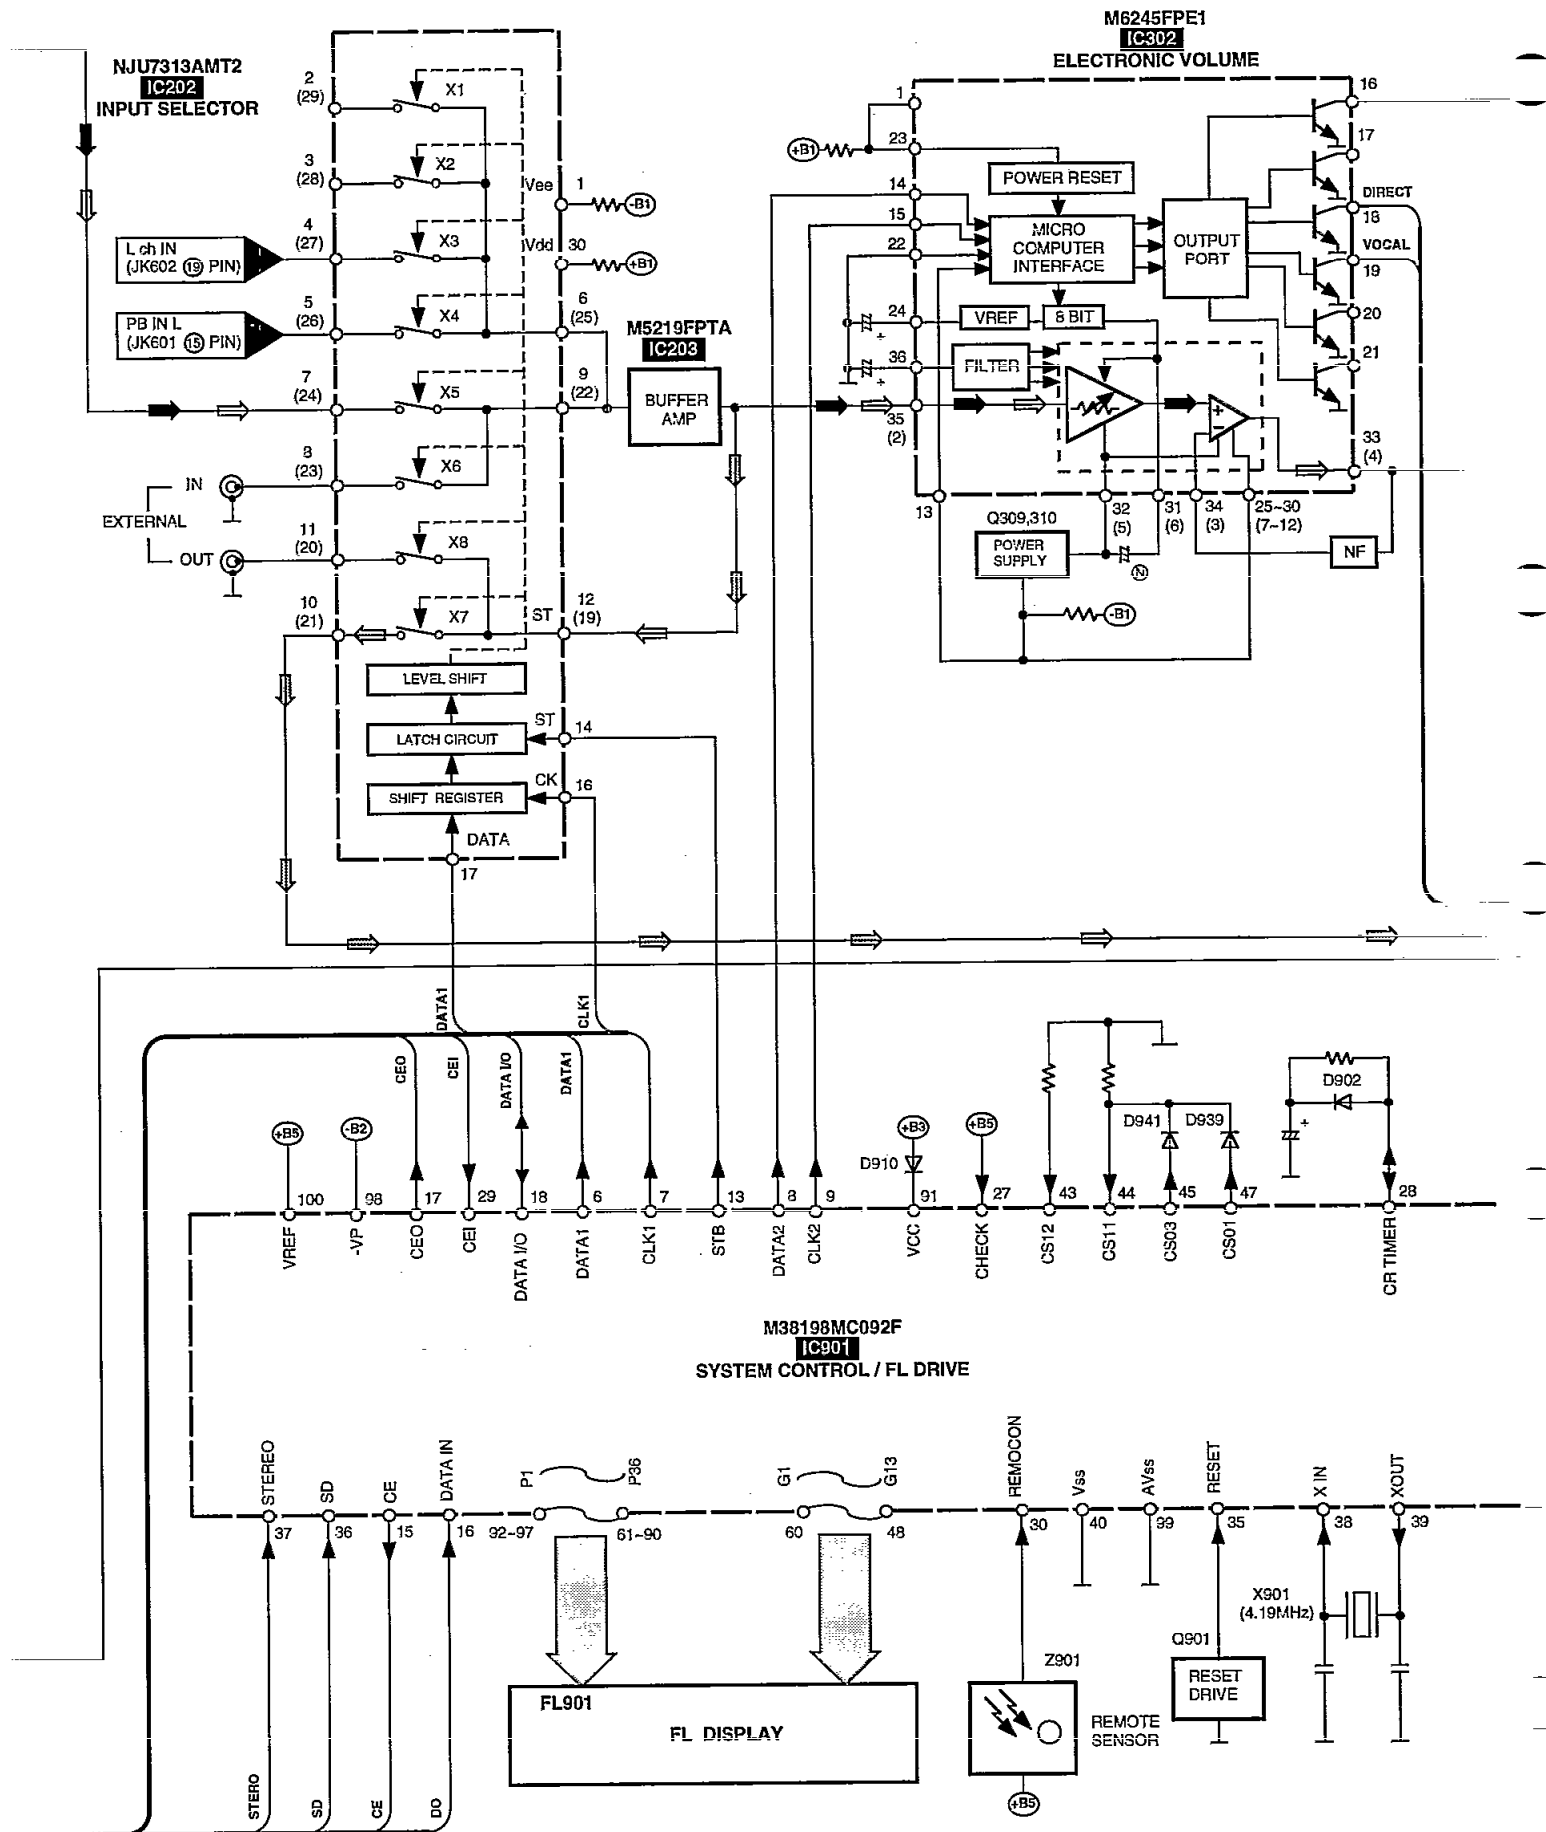 M6245FPE1
IC302
ELECTRONIC VOLUME
NJU7313AMT2
IC202
INPUT SELECTOR
2
(29)
X1
3
(28)
X2
4
(27)
X3
5
(26)
X4
7
(24)
X5
8
(23)
X6
11
(20)
X8
10
(21)
X7
L ch IN
(JK602 19 PIN)
PB IN L
(JK601 15 PIN)
IN
EXTERNAL
OUT
Vee
1
-B1
Vdd
30
+B1
6
(25)
9
(22)
ST
12
(19)
M5219FPTA
IC203
BUFFER
AMP
LEVEL SHIFT
LATCH CIRCUIT
ST
14
SHIFT REGISTER
CK
16
DATA
17
1
+B1
23
14
15
22
24
36
35
(2)
13
POWER RESET
MICRO
COMPUTER
INTERFACE
OUTPUT
PORT
VREF
8 BIT
FILTER
+
-
+
+
16
17
DIRECT
18
VOCAL
19
20
21
33
(4)
32
(5)
31
(6)
34
(3)
25~30
(7~12)
Q309,310
POWER
SUPPLY
N
NF
-B1
DATA1
CLK1
CEO
CEI
DATA I/O
DATA1
+B5
-B2
+B3
D910
+B5
D941
D939
D902
+
100
98
17
29
18
6
7
13
8
9
91
27
43
44
45
47
28
VREF
-VP
CEO
CEI
DATA I/O
DATA1
CLK1
STB
DATA2
CLK2
VCC
CHECK
CS12
CS11
CS03
CS01
CR TIMER
M38198MC092F
IC901
SYSTEM CONTROL / FL DRIVE
STEREO
SD
CE
DATA IN
P1
P36
G1
G13
REMOCON
Vss
AVss
RESET
X IN
XOUT
37
36
15
16
92~97
61~90
60
48
30
40
99
35
38
39
X901
(4.19MHz)
Q901
RESET
DRIVE
Z901
REMOTE
SENSOR
+B5
FL901
FL DISPLAY
STERO
SD
CE
DO